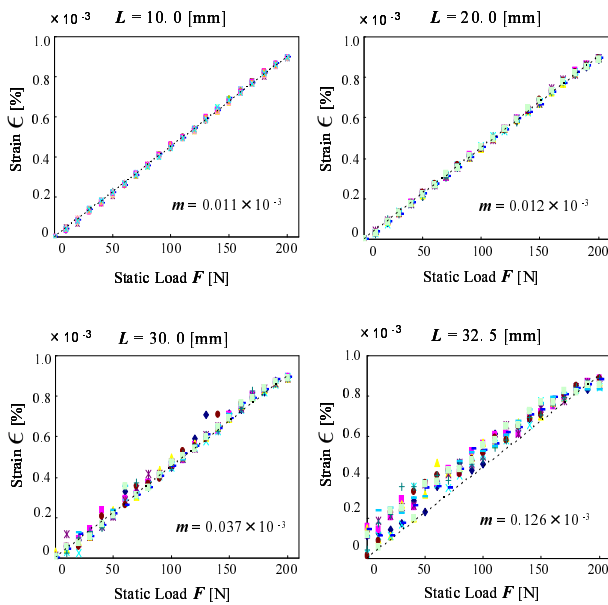 × 10 -3 L = 10. 0 [mm]
1.0
0.8
0.6
0.4
0.2
0
Strain ϵ [%]
m = 0.011 × 10 -3
0 50 100 150 200
Static Load F [N]
× 10 -3 L = 20. 0 [mm]
1.0
0.8
0.6
0.4
0.2
0
Strain ϵ [%]
m = 0.012 × 10 -3
0 50 100 150 200
Static Load F [N]
× 10 -3 L = 30. 0 [mm]
1.0
0.8
0.6
0.4
0.2
0
Strain ϵ [%]
m = 0.037 × 10 -3
0 50 100 150 200
Static Load F [N]
× 10 -3 L = 32. 5 [mm]
1.0
0.8
0.6
0.4
0.2
0
Strain ϵ [%]
m = 0.126 × 10 -3
0 50 100 150 200
Static Load F [N]